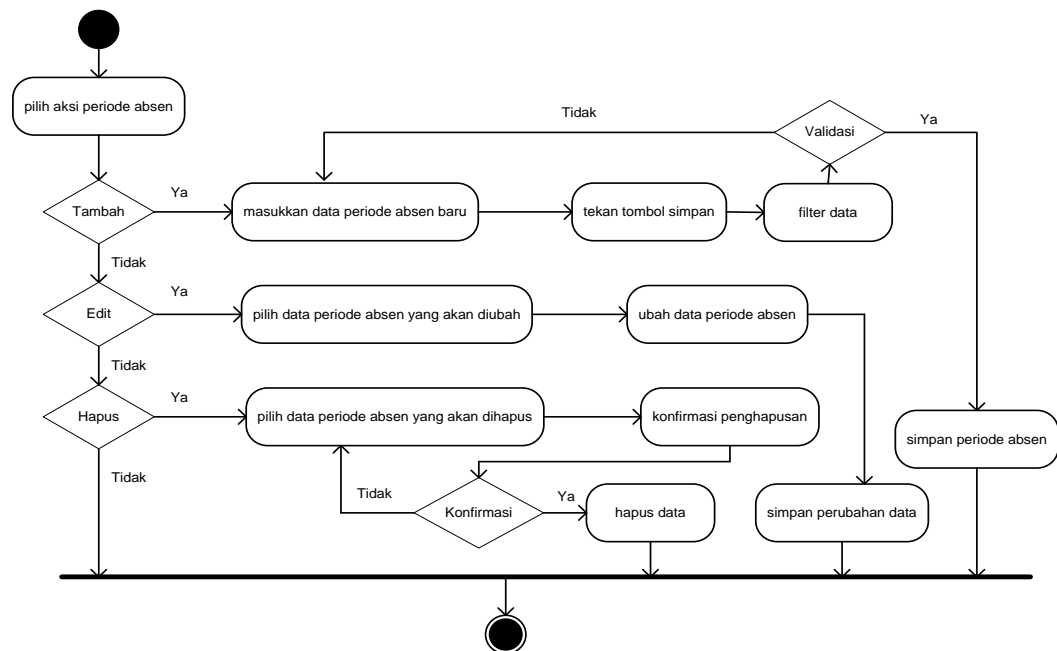 pilih aksi periode absen
Tidak
Validasi
Ya
Tambah
Ya
masukkan data periode absen baru
tekan tombol simpan
filter data
Tidak
Edit
Ya
pilih data periode absen yang akan diubah
ubah data periode absen
Tidak
Hapus
Ya
pilih data periode absen yang akan dihapus
konfirmasi penghapusan
simpan periode absen
Tidak
Tidak
Konfirmasi
Ya
hapus data
simpan perubahan data